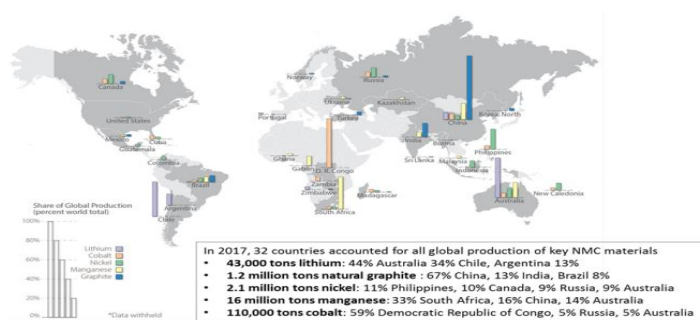 Norway
Russia
Canada
Ukraine
Kazakhstan
Portugal
Turkey
Korea, North
United States
China
Mexico
Cuba
India
Burma
Guatemala
Philippines
Ghana
Sri Lanka
Malaysia
Colombia
Gabon
D. R. Congo
Indonesia
Zambia
Brazil
Zimbabwe
Madagascar
New Caledonia
Argentina
Australia
Chile
South Africa
Share of Global Production
(percent world total)
100%
80%
60%
40%
20%
0%
Lithium
Cobalt
Nickel
Manganese
Graphite
*Data withheld
In 2017, 32 countries accounted for all global production of key NMC materials
• 43,000 tons lithium: 44% Australia 34% Chile, Argentina 13%
• 1.2 million tons natural graphite : 67% China, 13% India, Brazil 8%
• 2.1 million tons nickel: 11% Philippines, 10% Canada, 9% Russia, 9% Australia
• 16 million tons manganese: 33% South Africa, 16% China, 14% Australia
• 110,000 tons cobalt: 59% Democratic Republic of Congo, 5% Russia, 5% Australia